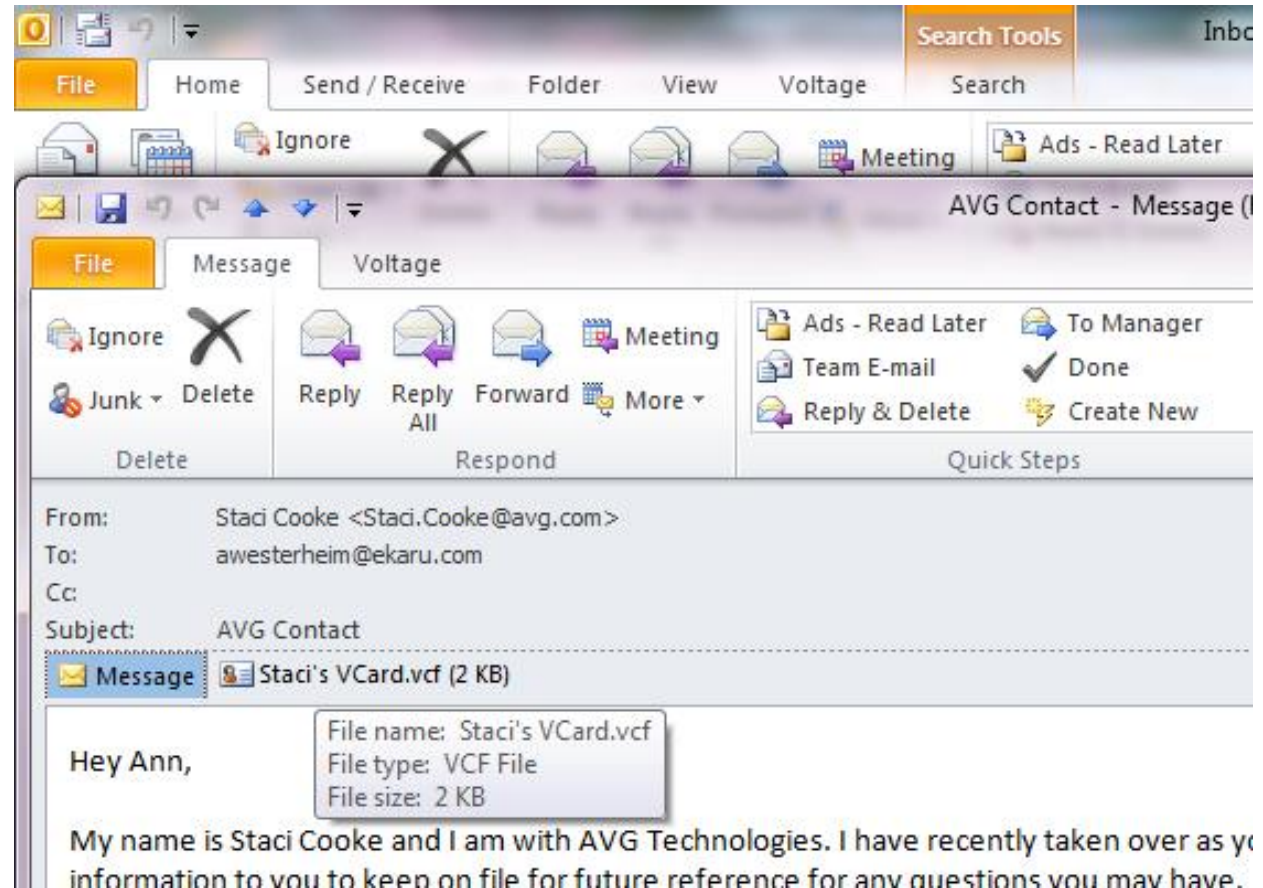 Search Tools Inbo
File Home Send / Receive Folder View Voltage Search
Ignore Meeting Ads - Read Later
AVG Contact - Message (
File Message Voltage
Ignore Meeting Ads - Read Later To Manager
Team E-mail Done
Junk Delete Reply Reply All Forward More Reply & Delete Create New
Delete Respond Quick Steps
From: Staci Cooke <Staci.Cooke@avg.com>
To: awesterheim@ekaru.com
Cc:
Subject: AVG Contact
Message Staci's VCard.vcf (2 KB)
File name: Staci's VCard.vcf
File type: VCF File
File size: 2 KB
Hey Ann,
My name is Staci Cooke and I am with AVG Technologies. I have recently taken over as yo
information to you to keep on file for future reference for any questions you may have.